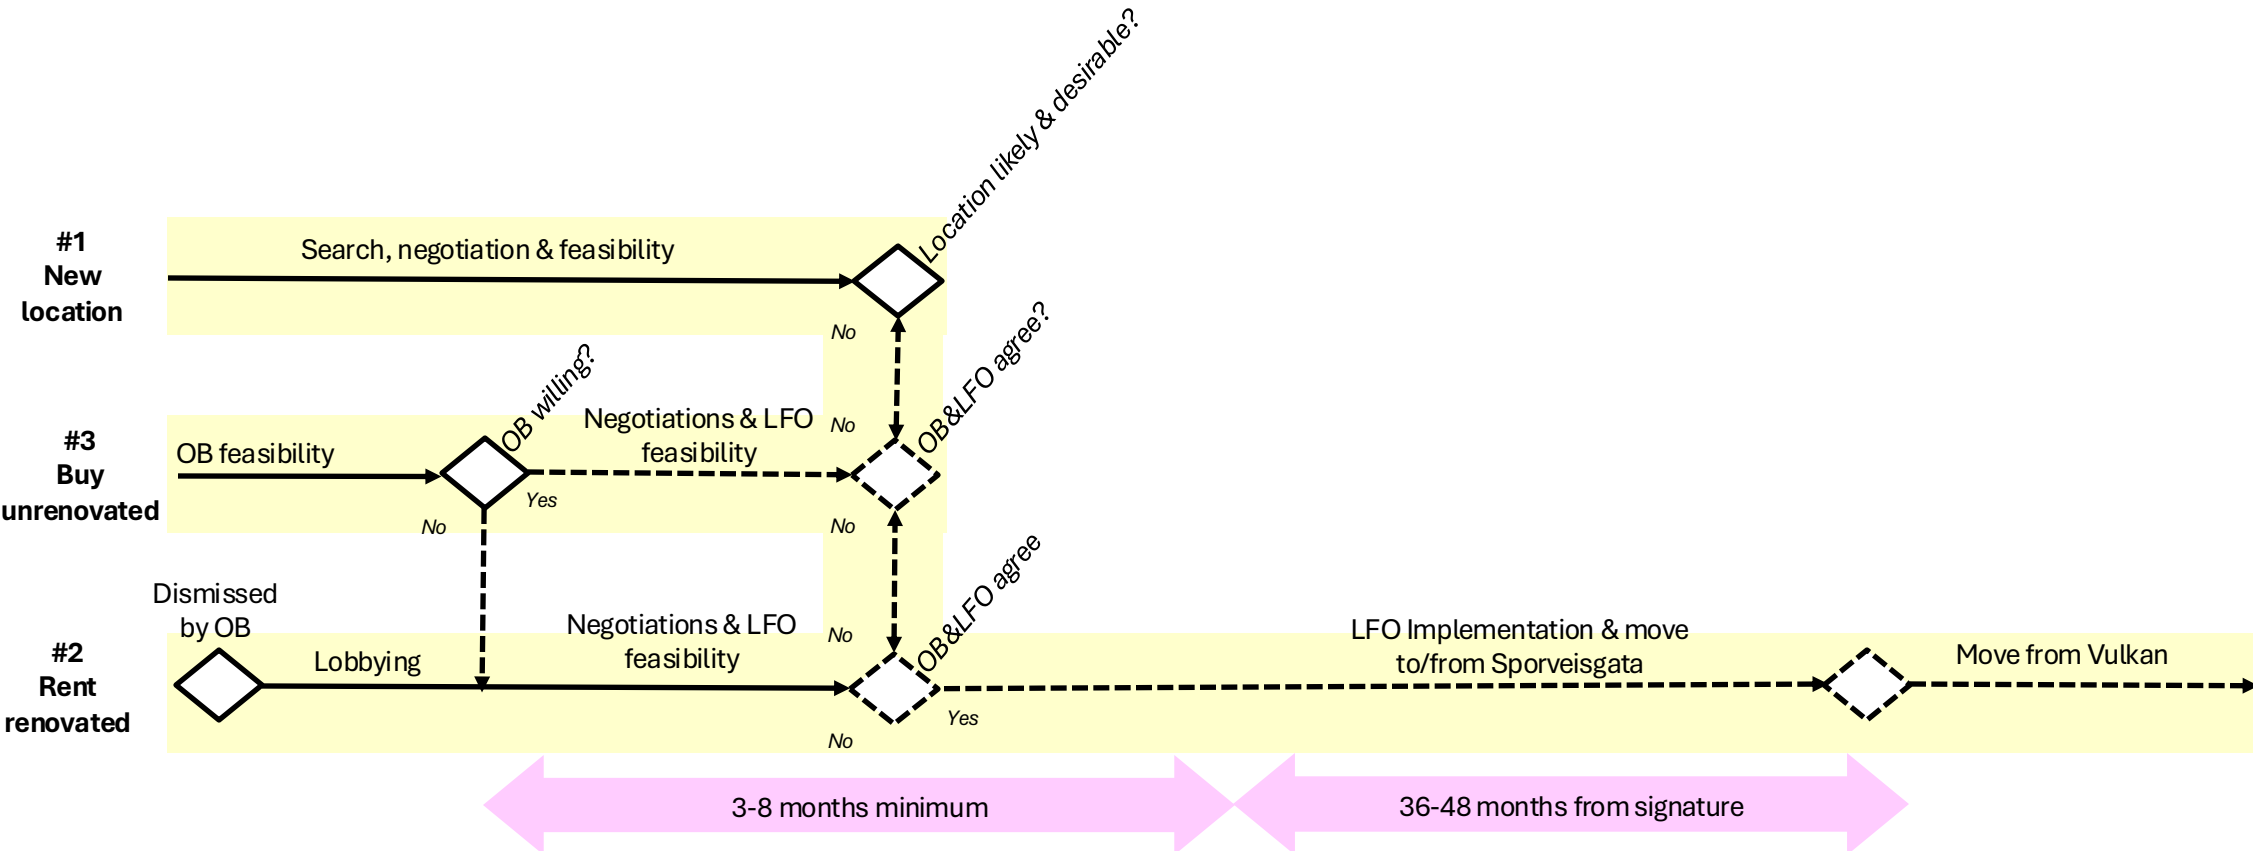 Location likely & desirable?
#1
New
location
Search, negotiation & feasibility
No
OB&LFO agree?
OB willing?
#3
Buy
unrenovated
OB feasibility
Negotiations & LFO
feasibility
No
Yes
No
No
OB&LFO agree
Dismissed
by OB
#2
Rent
renovated
Lobbying
Negotiations & LFO
feasibility
No
LFO Implementation & move
to/from Sporveisgata
Move from Vulkan
Yes
No
3-8 months minimum
36-48 months from signature